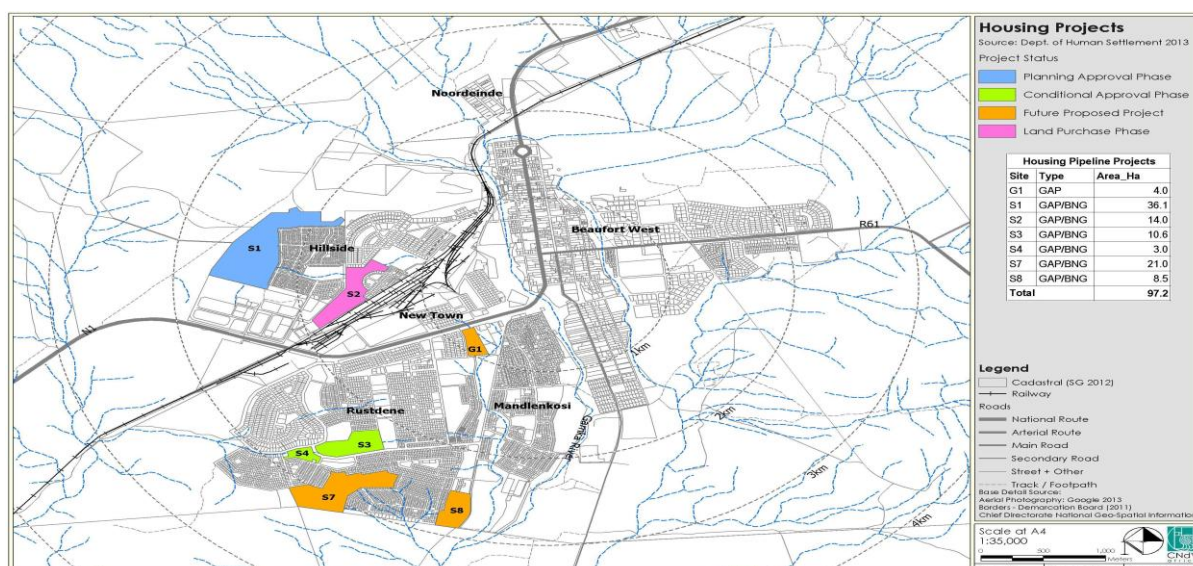 Housing Projects
Source: Dept. of Human Settlement 2013
Project Status
Planning Approval Phase
Conditional Approval Phase
Future Proposed Project
Land Purchase Phase
Housing Pipeline Projects
Site Type Area_Ha
G1 GAP 4.0
S1 GAP/BNG 36.1
S2 GAP/BNG 14.0
S3 GAP/BNG 10.6
S4 GAP/BNG 3.0
S7 GAP/BNG 21.0
S8 GAP/BNG 8.5
Total 97.2
Noordeinde
Beaufort West
R61
S1
Hillside
S2
New Town
N1
G1
1km
Rustdene
Mandlenkosi
Gamka River
2km
S3
S4
3km
S7
S8
4km
Legend
Cadastral (SG 2012)
Railway
Roads
National Route
Arterial Route
Main Road
Secondary Road
Street + Other
Track / Footpath
Base Detail Source:
Aerial Photography: Google 2013
Borders - Demarcation Board (2011)
Chief Directorate National Geo-Spatial Information
Scale at A4
1:35,000
0 500 1,000
Meters
CNdV